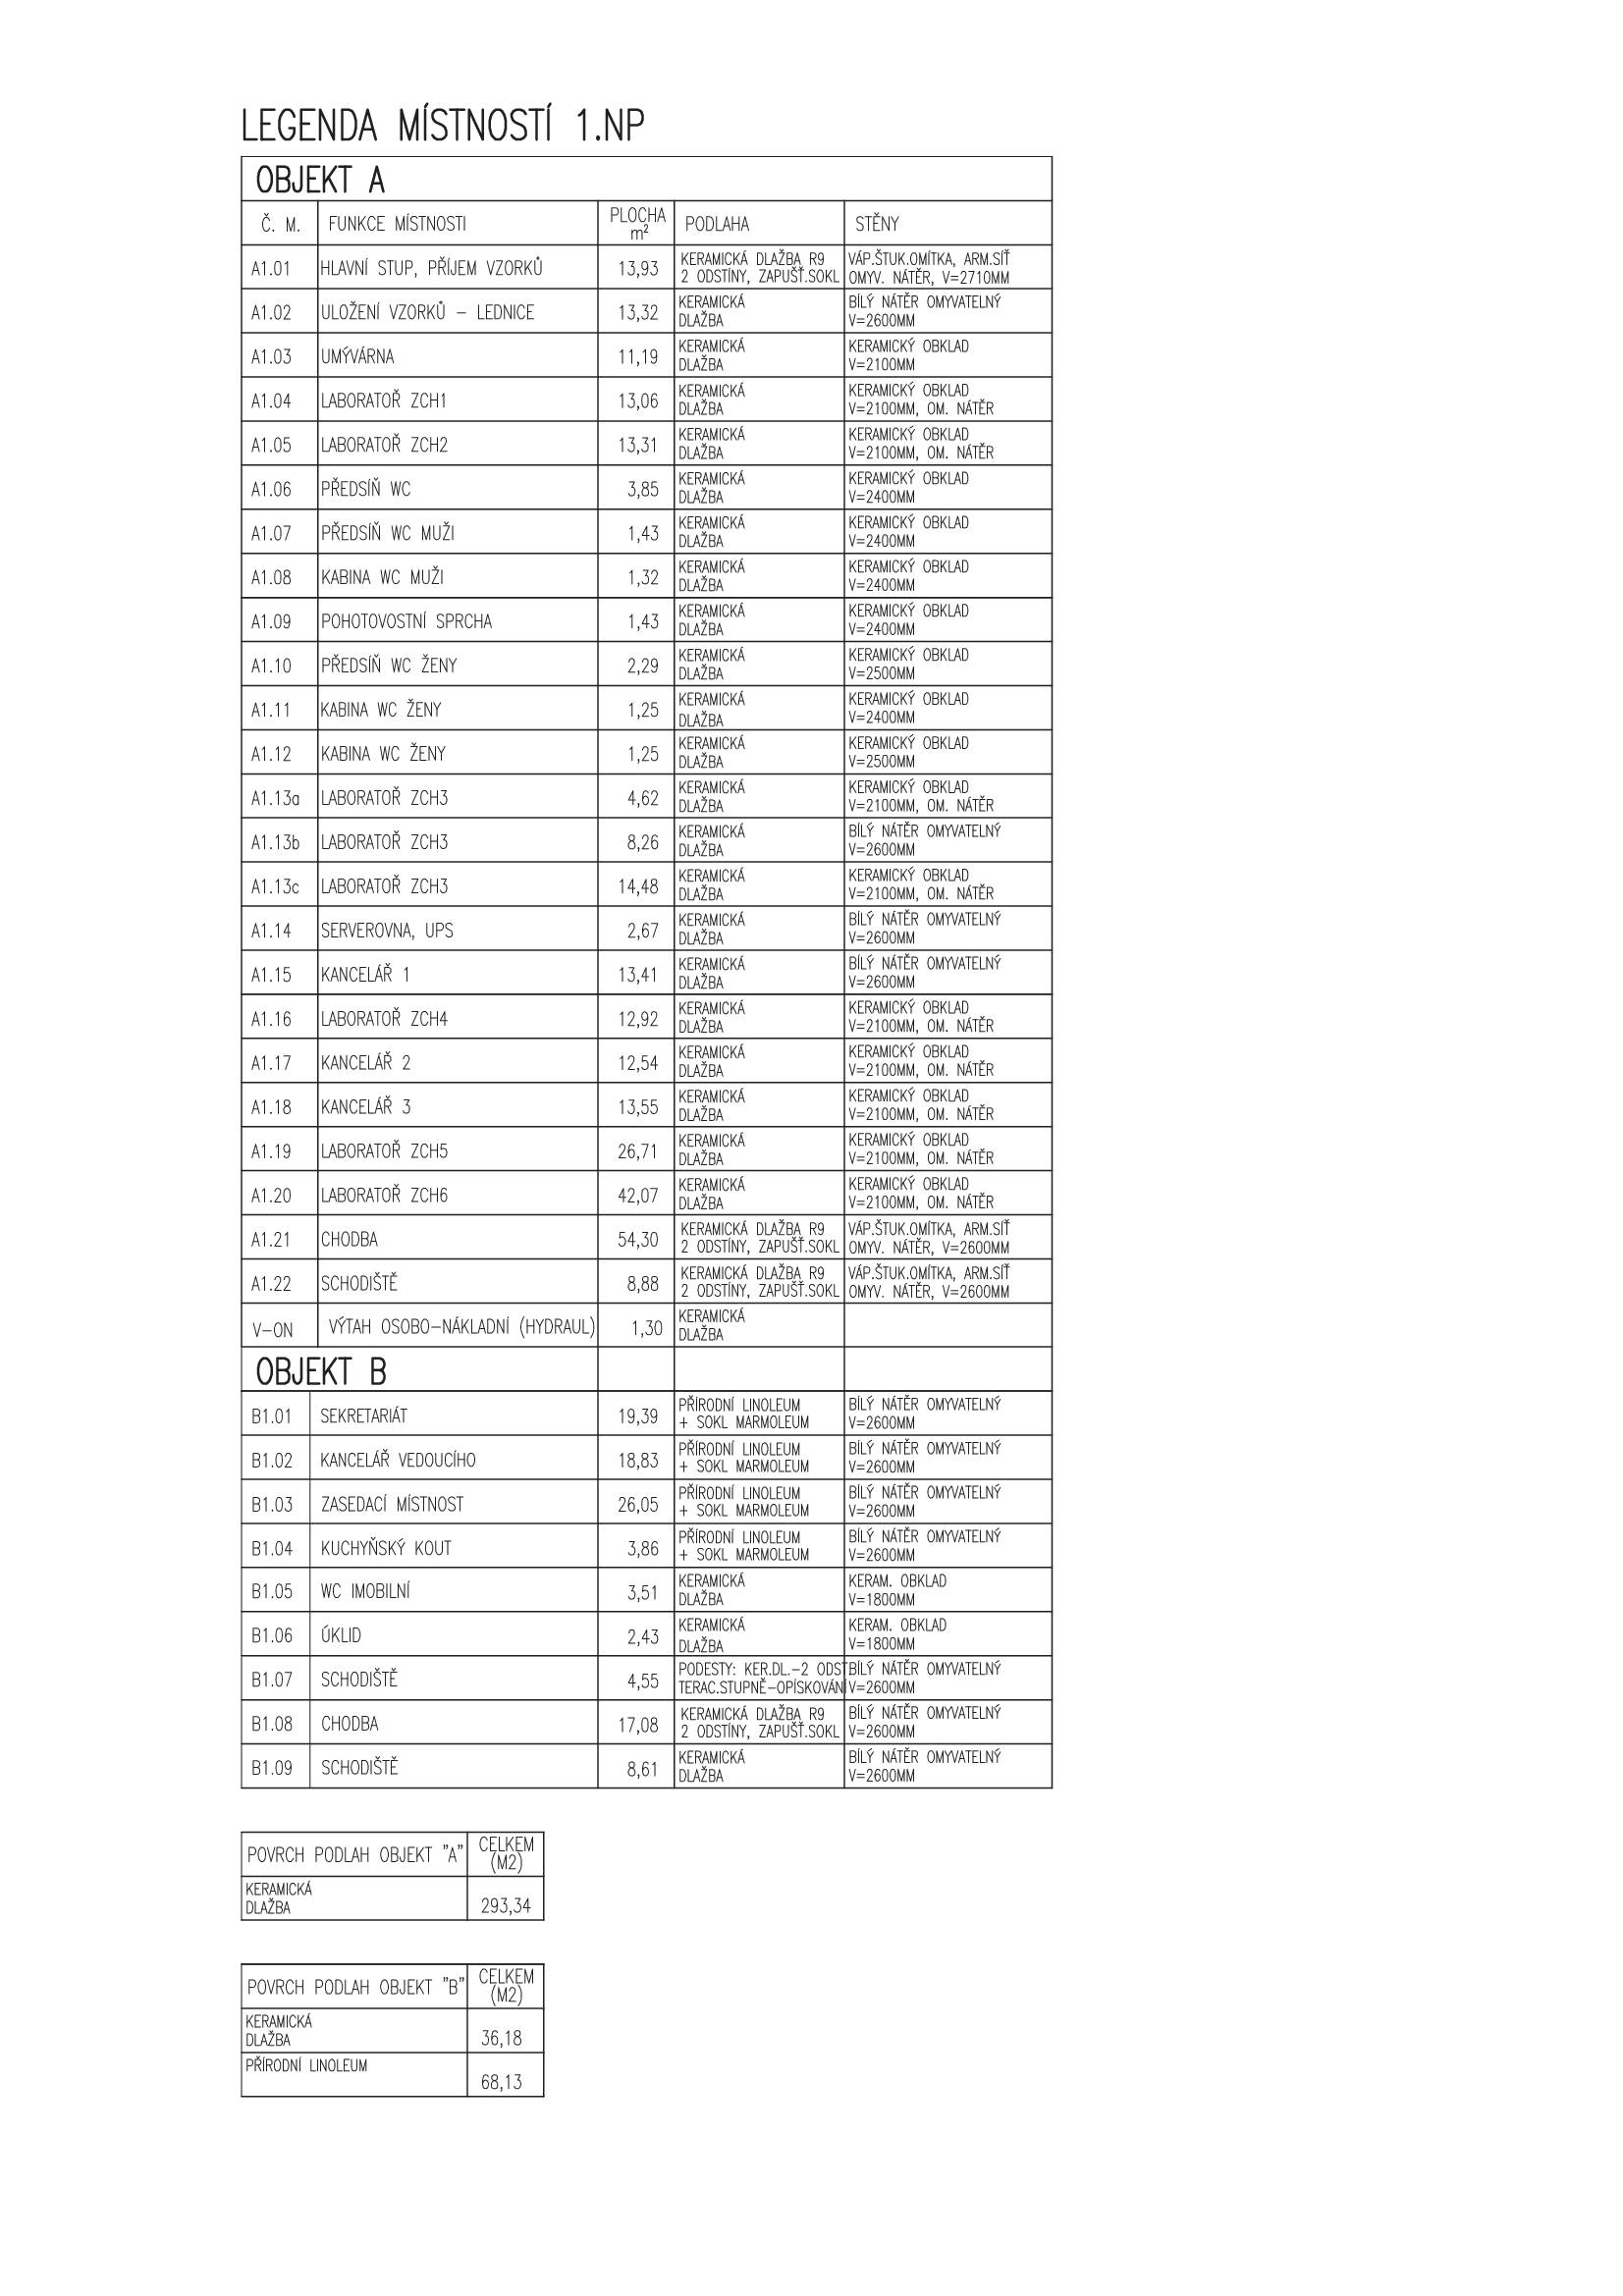 LEGENDA MÍSTNOSTÍ 1.NP
OBJEKT A
Č. M. FUNKCE MÍSTNOSTI PLOCHA m² PODLAHA STĚNY
A1.01 HLAVNÍ STUP, PŘÍJEM VZORKŮ 13,93 KERAMICKÁ DLAŽBA R9 VÁP.ŠTUK.OMÍTKA, ARM.SÍŤ
2 ODSTÍNY, ZAPUŠŤ.SOKL OMYV. NÁTĚR, V=2710MM
A1.02 ULOŽENÍ VZORKŮ – LEDNICE 13,32 KERAMICKÁ BÍLÝ NÁTĚR OMYVATELNÝ
DLAŽBA V=2600MM
A1.03 UMÝVÁRNA 11,19 KERAMICKÁ KERAMICKÝ OBKLAD
DLAŽBA V=2100MM
A1.04 LABORATOŘ ZCH1 13,06 KERAMICKÁ KERAMICKÝ OBKLAD
DLAŽBA V=2100MM, OM. NÁTĚR
A1.05 LABORATOŘ ZCH2 13,31 KERAMICKÁ KERAMICKÝ OBKLAD
DLAŽBA V=2100MM, OM. NÁTĚR
A1.06 PŘEDSÍŇ WC 3,85 KERAMICKÁ KERAMICKÝ OBKLAD
DLAŽBA V=2400MM
A1.07 PŘEDSÍŇ WC MUŽI 1,43 KERAMICKÁ KERAMICKÝ OBKLAD
DLAŽBA V=2400MM
A1.08 KABINA WC MUŽI 1,32 KERAMICKÁ KERAMICKÝ OBKLAD
DLAŽBA V=2400MM
A1.09 POHOTOVOSTNÍ SPRCHA 1,43 KERAMICKÁ KERAMICKÝ OBKLAD
DLAŽBA V=2400MM
A1.10 PŘEDSÍŇ WC ŽENY 2,29 KERAMICKÁ KERAMICKÝ OBKLAD
DLAŽBA V=2500MM
A1.11 KABINA WC ŽENY 1,25 KERAMICKÁ KERAMICKÝ OBKLAD
DLAŽBA V=2400MM
A1.12 KABINA WC ŽENY 1,25 KERAMICKÁ KERAMICKÝ OBKLAD
DLAŽBA V=2500MM
A1.13a LABORATOŘ ZCH3 4,62 KERAMICKÁ KERAMICKÝ OBKLAD
DLAŽBA V=2100MM, OM. NÁTĚR
A1.13b LABORATOŘ ZCH3 8,26 KERAMICKÁ BÍLÝ NÁTĚR OMYVATELNÝ
DLAŽBA V=2600MM
A1.13c LABORATOŘ ZCH3 14,48 KERAMICKÁ KERAMICKÝ OBKLAD
DLAŽBA V=2100MM, OM. NÁTĚR
A1.14 SERVEROVNA, UPS 2,67 KERAMICKÁ BÍLÝ NÁTĚR OMYVATELNÝ
DLAŽBA V=2600MM
A1.15 KANCELÁŘ 1 13,41 KERAMICKÁ BÍLÝ NÁTĚR OMYVATELNÝ
DLAŽBA V=2600MM
A1.16 LABORATOŘ ZCH4 12,92 KERAMICKÁ KERAMICKÝ OBKLAD
DLAŽBA V=2100MM, OM. NÁTĚR
A1.17 KANCELÁŘ 2 12,54 KERAMICKÁ KERAMICKÝ OBKLAD
DLAŽBA V=2100MM, OM. NÁTĚR
A1.18 KANCELÁŘ 3 13,55 KERAMICKÁ KERAMICKÝ OBKLAD
DLAŽBA V=2100MM, OM. NÁTĚR
A1.19 LABORATOŘ ZCH5 26,71 KERAMICKÁ KERAMICKÝ OBKLAD
DLAŽBA V=2100MM, OM. NÁTĚR
A1.20 LABORATOŘ ZCH6 42,07 KERAMICKÁ KERAMICKÝ OBKLAD
DLAŽBA V=2100MM, OM. NÁTĚR
A1.21 CHODBA 54,30 KERAMICKÁ DLAŽBA R9 VÁP.ŠTUK.OMÍTKA, ARM.SÍŤ
2 ODSTÍNY, ZAPUŠŤ.SOKL OMYV. NÁTĚR, V=2600MM
A1.22 SCHODIŠTĚ 8,88 KERAMICKÁ DLAŽBA R9 VÁP.ŠTUK.OMÍTKA, ARM.SÍŤ
2 ODSTÍNY, ZAPUŠŤ.SOKL OMYV. NÁTĚR, V=2600MM
V–ON VÝTAH OSOBO–NÁKLADNÍ (HYDRAUL) 1,30 KERAMICKÁ
DLAŽBA
OBJEKT B
B1.01 SEKRETARIÁT 19,39 PŘÍRODNÍ LINOLEUM BÍLÝ NÁTĚR OMYVATELNÝ
+ SOKL MARMOLEUM V=2600MM
B1.02 KANCELÁŘ VEDOUCÍHO 18,83 PŘÍRODNÍ LINOLEUM BÍLÝ NÁTĚR OMYVATELNÝ
+ SOKL MARMOLEUM V=2600MM
B1.03 ZASEDACÍ MÍSTNOST 26,05 PŘÍRODNÍ LINOLEUM BÍLÝ NÁTĚR OMYVATELNÝ
+ SOKL MARMOLEUM V=2600MM
B1.04 KUCHYŇSKÝ KOUT 3,86 PŘÍRODNÍ LINOLEUM BÍLÝ NÁTĚR OMYVATELNÝ
+ SOKL MARMOLEUM V=2600MM
B1.05 WC IMOBILNÍ 3,51 KERAMICKÁ KERAM. OBKLAD
DLAŽBA V=1800MM
B1.06 ÚKLID 2,43 KERAMICKÁ KERAM. OBKLAD
DLAŽBA V=1800MM
B1.07 SCHODIŠTĚ 4,55 PODESTY: KER.DL.–2 ODST BÍLÝ NÁTĚR OMYVATELNÝ
TERAC.STUPNĚ–OPÍSKOVÁNÍ V=2600MM
B1.08 CHODBA 17,08 KERAMICKÁ DLAŽBA R9 BÍLÝ NÁTĚR OMYVATELNÝ
2 ODSTÍNY, ZAPUŠŤ.SOKL V=2600MM
B1.09 SCHODIŠTĚ 8,61 KERAMICKÁ BÍLÝ NÁTĚR OMYVATELNÝ
DLAŽBA V=2600MM
POVRCH PODLAH OBJEKT "A" CELKEM
(M2)
KERAMICKÁ
DLAŽBA 293,34
POVRCH PODLAH OBJEKT "B" CELKEM
(M2)
KERAMICKÁ
DLAŽBA 36,18
PŘÍRODNÍ LINOLEUM
68,13